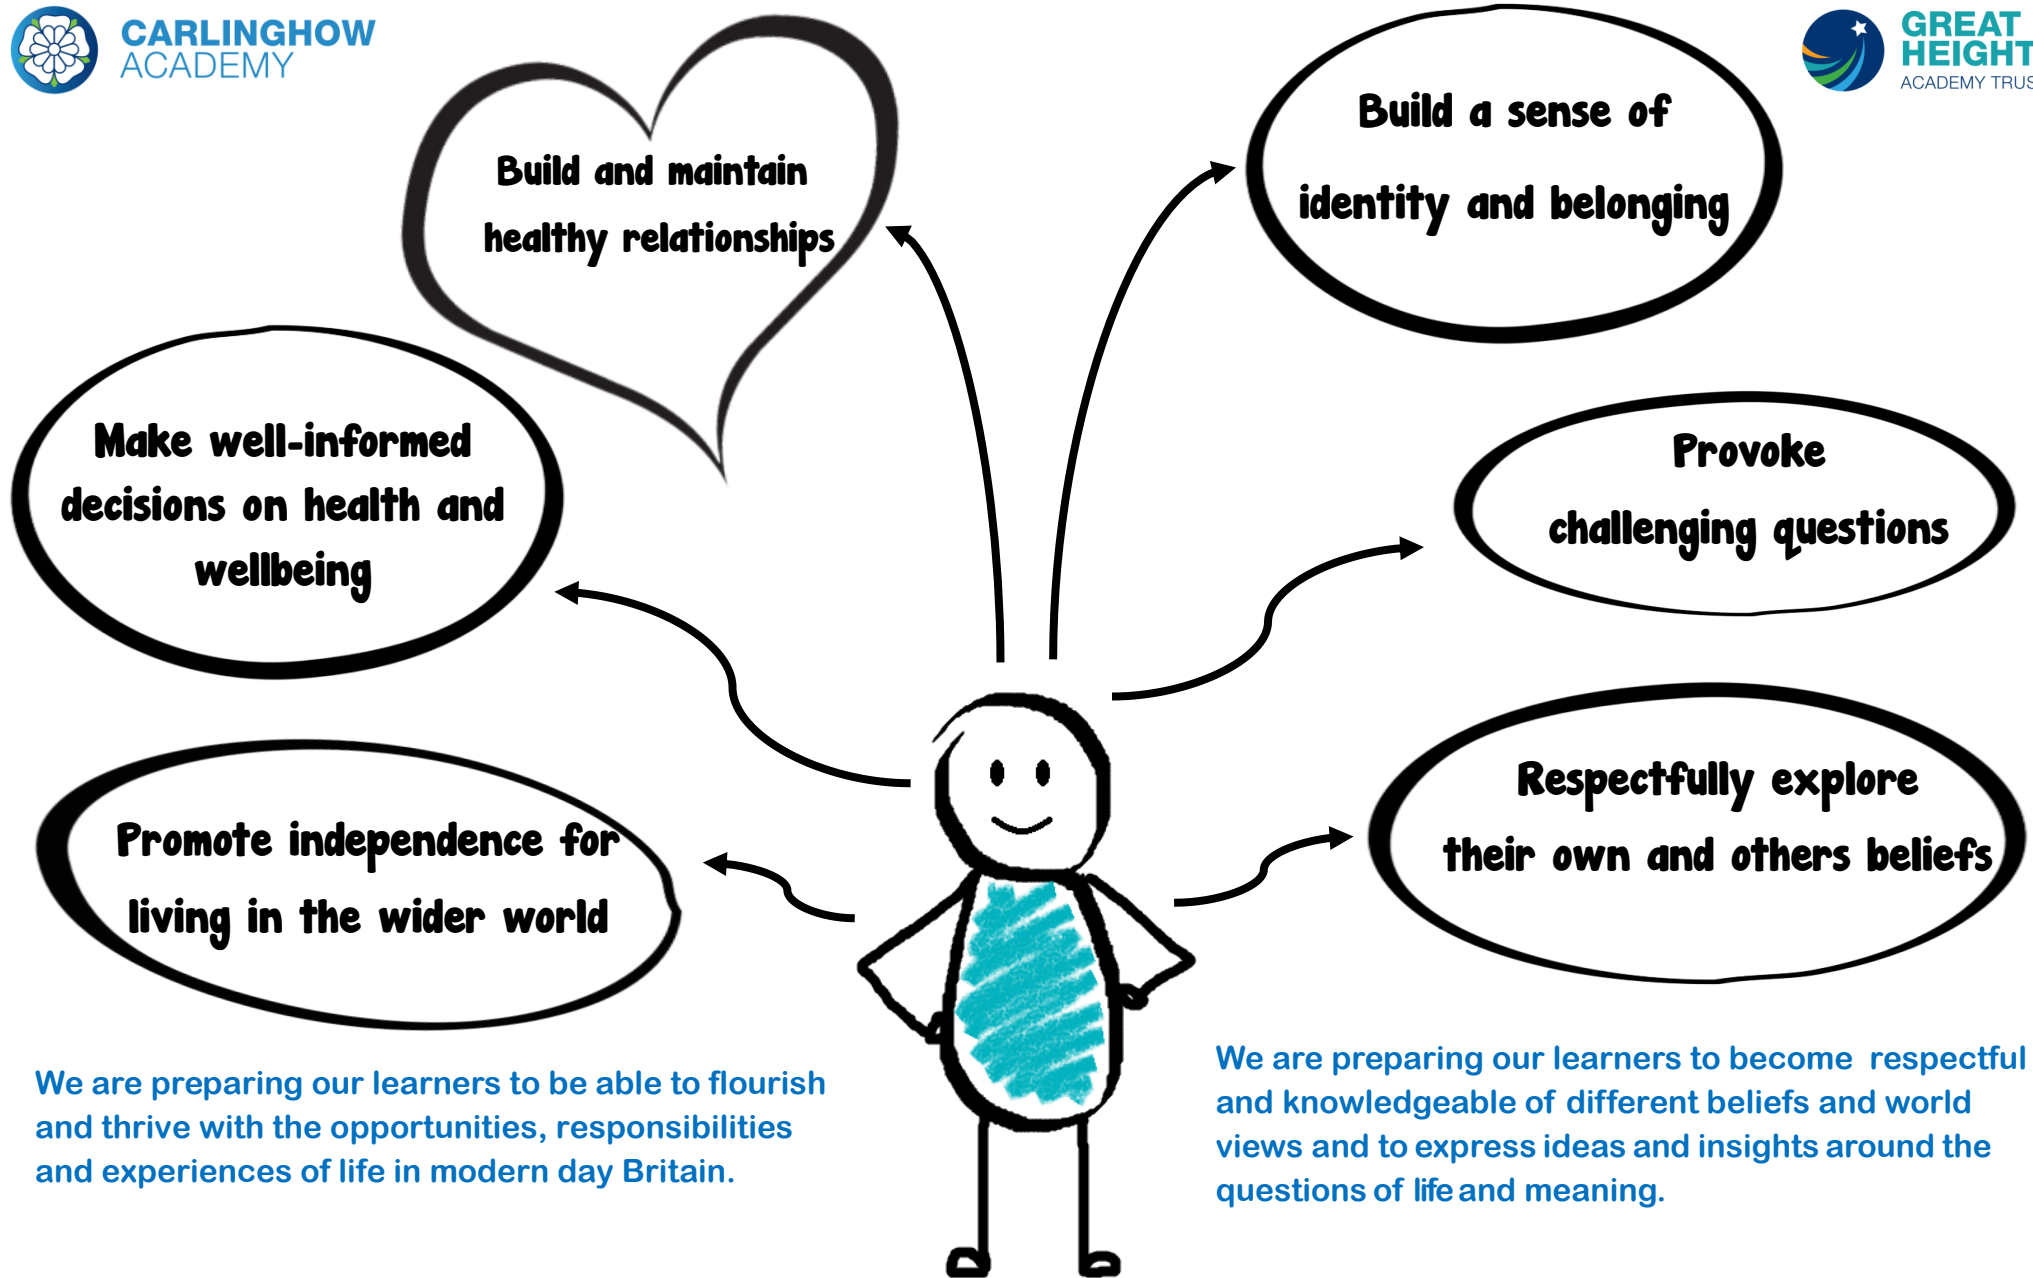 CARLINGHOW
ACADEMY
GREAT
HEIGHT
ACADEMY TRUS
Build and maintain
healthy relationships
Build a sense of
identity and belonging
Make well-informed
decisions on health and
wellbeing
Provoke
challenging questions
Promote independence for
living in the wider world
Respectfully explore
their own and others beliefs
We are preparing our learners to be able to flourish
and thrive with the opportunities, responsibilities
and experiences of life in modern day Britain.
We are preparing our learners to become respectful
and knowledgeable of different beliefs and world
views and to express ideas and insights around the
questions of life and meaning.